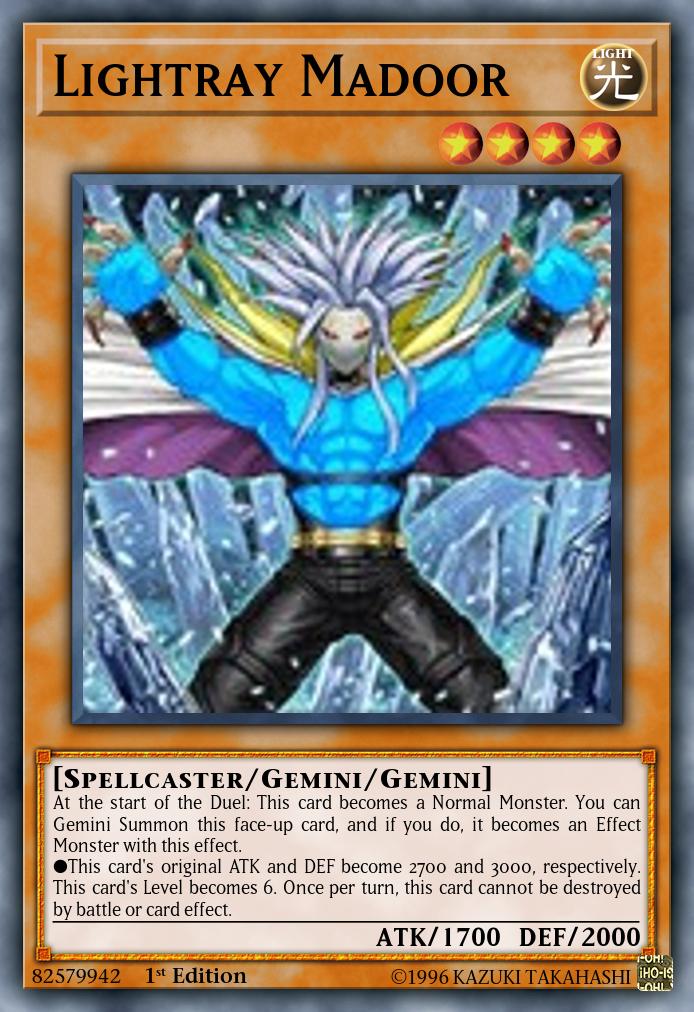 Lightray Madoor
LIGHT
光
[Spellcaster/Gemini/Gemini]
At the start of the Duel: This card becomes a Normal Monster. You can
Gemini Summon this face-up card, and if you do, it becomes an Effect
Monster with this effect.
●This card's original ATK and DEF become 2700 and 3000, respectively.
This card's Level becomes 6. Once per turn, this card cannot be destroyed
by battle or card effect.
ATK/1700 DEF/2000
82579942 1st Edition ©1996 KAZUKI TAKAHASHI